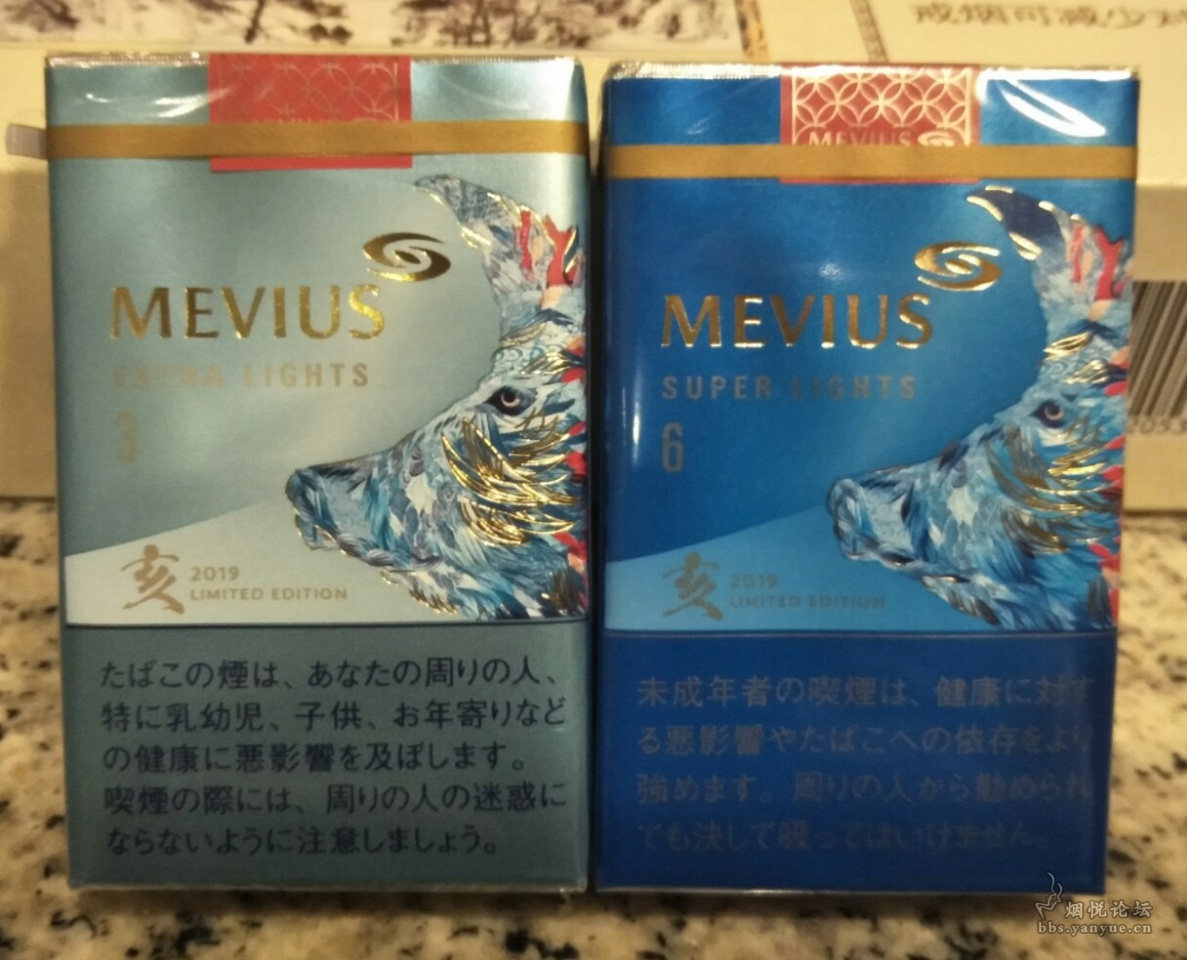 戒烟可减少对
MEVIUS
EXTRA LIGHTS
3
亥 2019
LIMITED EDITION
たばこの煙は、あなたの周りの人、
特に乳幼児、子供、お年寄りなど
の健康に悪影響を及ぼします。
喫煙の際には、周りの人の迷惑に
ならないように注意しましょう。
MEVIUS
MEVIUS
SUPER LIGHTS
6
亥 2019
LIMITED EDITION
未成年者の喫煙は、健康に対す
る悪影響やたばこへの依存をより
強めます。周りの人から勧められ
ても決して吸ってはいけません。
烟悦论坛
bbs.yanyue.cn